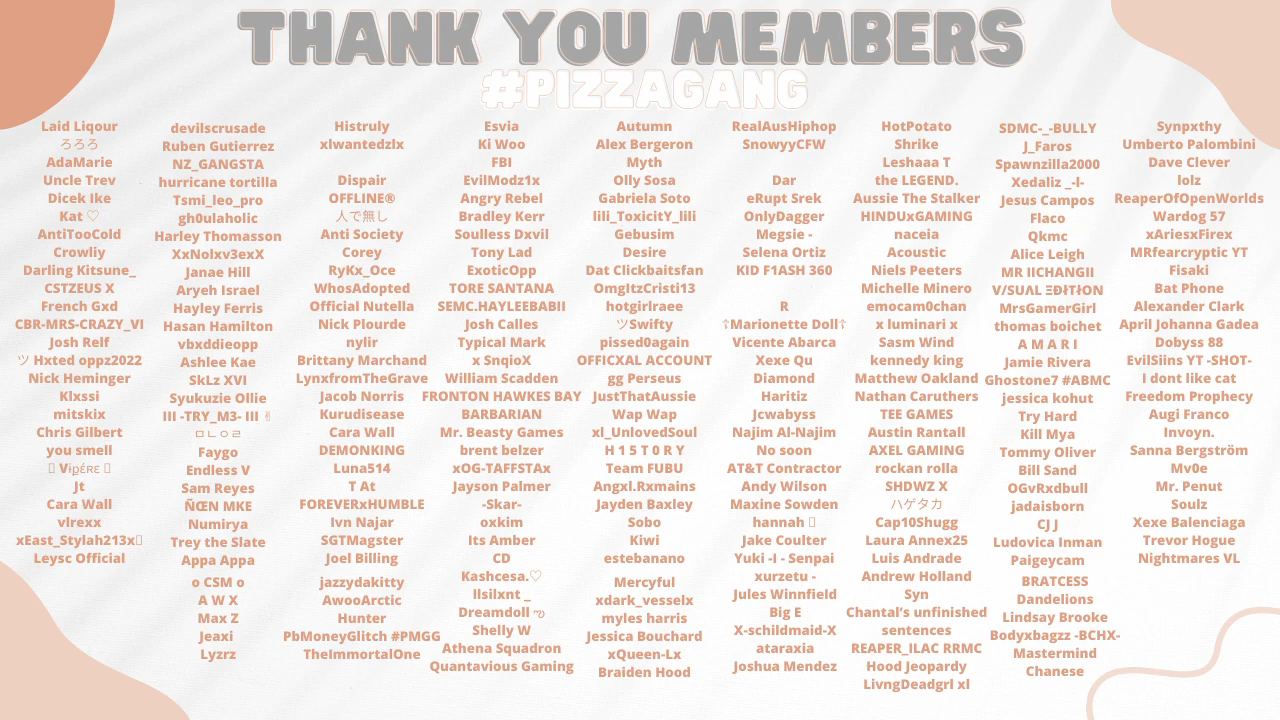 THANK YOU MEMBERS
#PIZZAGANG
Laid Liqour
ろろろ
AdaMarie
Uncle Trev
Dicek Ike
Kat ♡
AntiTooCold
Crowliy
Darling Kitsune_
CSTZEUS X
French Gxd
CBR-MRS-CRAZY_VI
Josh Relf
ツ Hxted oppz2022
Nick Heminger
Klxssi
mitskix
Chris Gilbert
you smell
Vιϼέʀᴇ
Jt
Cara Wall
vlrexx
xEast_Stylah213x
Leysc Official
devilscrusade
Ruben Gutierrez
NZ_GANGSTA
hurricane tortilla
Tsmi_leo_pro
gh0ulaholic
Harley Thomasson
XxNolxv3exX
Janae Hill
Aryeh Israel
Hayley Ferris
Hasan Hamilton
vbxddieopp
Ashlee Kae
SkLz XVI
Syukuzie Ollie
III -TRY_M3- III ✌
ㅁㄴㅇㄹ
Faygo
Endless V
Sam Reyes
ÑŒN MKE
Numirya
Trey the Slate
Appa Appa
o CSM o
A W X
Max Z
Jeaxi
Lyzrz
Histruly
xlwantedzlx
Dispair
OFFLINE®
人で無し
Anti Society
Corey
RyKx_Oce
WhosAdopted
Official Nutella
Nick Plourde
nylir
Brittany Marchand
LynxfromTheGrave
Jacob Norris
Kurudisease
Cara Wall
DEMONKING
Luna514
T At
FOREVERxHUMBLE
Ivn Najar
SGTMagster
Joel Billing
jazzydakitty
AwooArctic
Hunter
PbMoneyGlitch #PMGG
TheImmortalOne
Esvia
Ki Woo
FBI
EvilModz1x
Angry Rebel
Bradley Kerr
Soulless Dxvil
Tony Lad
ExoticOpp
TORE SANTANA
SEMC.HAYLEEBABII
Josh Calles
Typical Mark
x SnqioX
William Scadden
FRONTON HAWKES BAY
BARBARIAN
Mr. Beasty Games
brent belzer
xOG-TAFFSTAx
Jayson Palmer
-Skar-
oxkim
Its Amber
CD
Kashcesa.♡
llsilxnt _
Dreamdoll
Shelly W
Athena Squadron
Quantavious Gaming
Autumn
Alex Bergeron
Myth
Olly Sosa
Gabriela Soto
lili_ToxicitY_lili
Gebusim
Desire
Dat Clickbaitsfan
OmgItzCristi13
hotgirlraee
ツSwifty
pissed0again
OFFICXAL ACCOUNT
gg Perseus
JustThatAussie
Wap Wap
xl_UnlovedSoul
H 1 5 T 0 R Y
Team FUBU
Angxl.Rxmains
Jayden Baxley
Sobo
Kiwi
estebanano
Mercyful
xdark_vesselx
myles harris
Jessica Bouchard
xQueen-Lx
Braiden Hood
RealAusHiphop
SnowyyCFW
Dar
eRupt Srek
OnlyDagger
Megsie -
Selena Ortiz
KID F1ASH 360
R
☦Marionette Doll☦
Vicente Abarca
Xexe Qu
Diamond
Haritiz
Jcwabyss
Najim Al-Najim
No soon
AT&T Contractor
Andy Wilson
Maxine Sowden
hannah
Jake Coulter
Yuki -I - Senpai
xurzetu -
Jules Winnfield
Big E
X-schildmaid-X
ataraxia
Joshua Mendez
HotPotato
Shrike
Leshaaa T
the LEGEND.
Aussie The Stalker
HINDUxGAMING
naceia
Acoustic
Niels Peeters
Michelle Minero
emocam0chan
x luminari x
Sasm Wind
kennedy king
Matthew Oakland
Nathan Caruthers
TEE GAMES
Austin Rantall
AXEL GAMING
rockan rolla
SHDWZ X
ハゲタカ
Cap10Shugg
Laura Annex25
Luis Andrade
Andrew Holland
Syn
Chantal's unfinished
sentences
REAPER_ILAC RRMC
Hood Jeopardy
LivngDeadgrl xl
SDMC-_-BULLY
J_Faros
Spawnzilla2000
Xedaliz _-l-
Jesus Campos
Flaco
Qkmc
Alice Leigh
MR IICHANGII
V/SUΛL ΞĐƗŦƗØN
MrsGamerGirl
thomas boichet
A M A R I
Jamie Rivera
Ghostone7 #ABMC
jessica kohut
Try Hard
Kill Mya
Tommy Oliver
Bill Sand
OGvRxdbull
jadaisborn
CJ J
Ludovica Inman
Paigeycam
BRATCESS
Dandelions
Lindsay Brooke
Bodyxbagzz -BCHX-
Mastermind
Chanese
Synpxthy
Umberto Palombini
Dave Clever
lolz
ReaperOfOpenWorlds
Wardog 57
xAriesxFirex
MRfearcryptic YT
Fisaki
Bat Phone
Alexander Clark
April Johanna Gadea
Dobyss 88
EvilSiins YT -SHOT-
I dont like cat
Freedom Prophecy
Augi Franco
Invoyn.
Sanna Bergström
Mv0e
Mr. Penut
Soulz
Xexe Balenciaga
Trevor Hogue
Nightmares VL